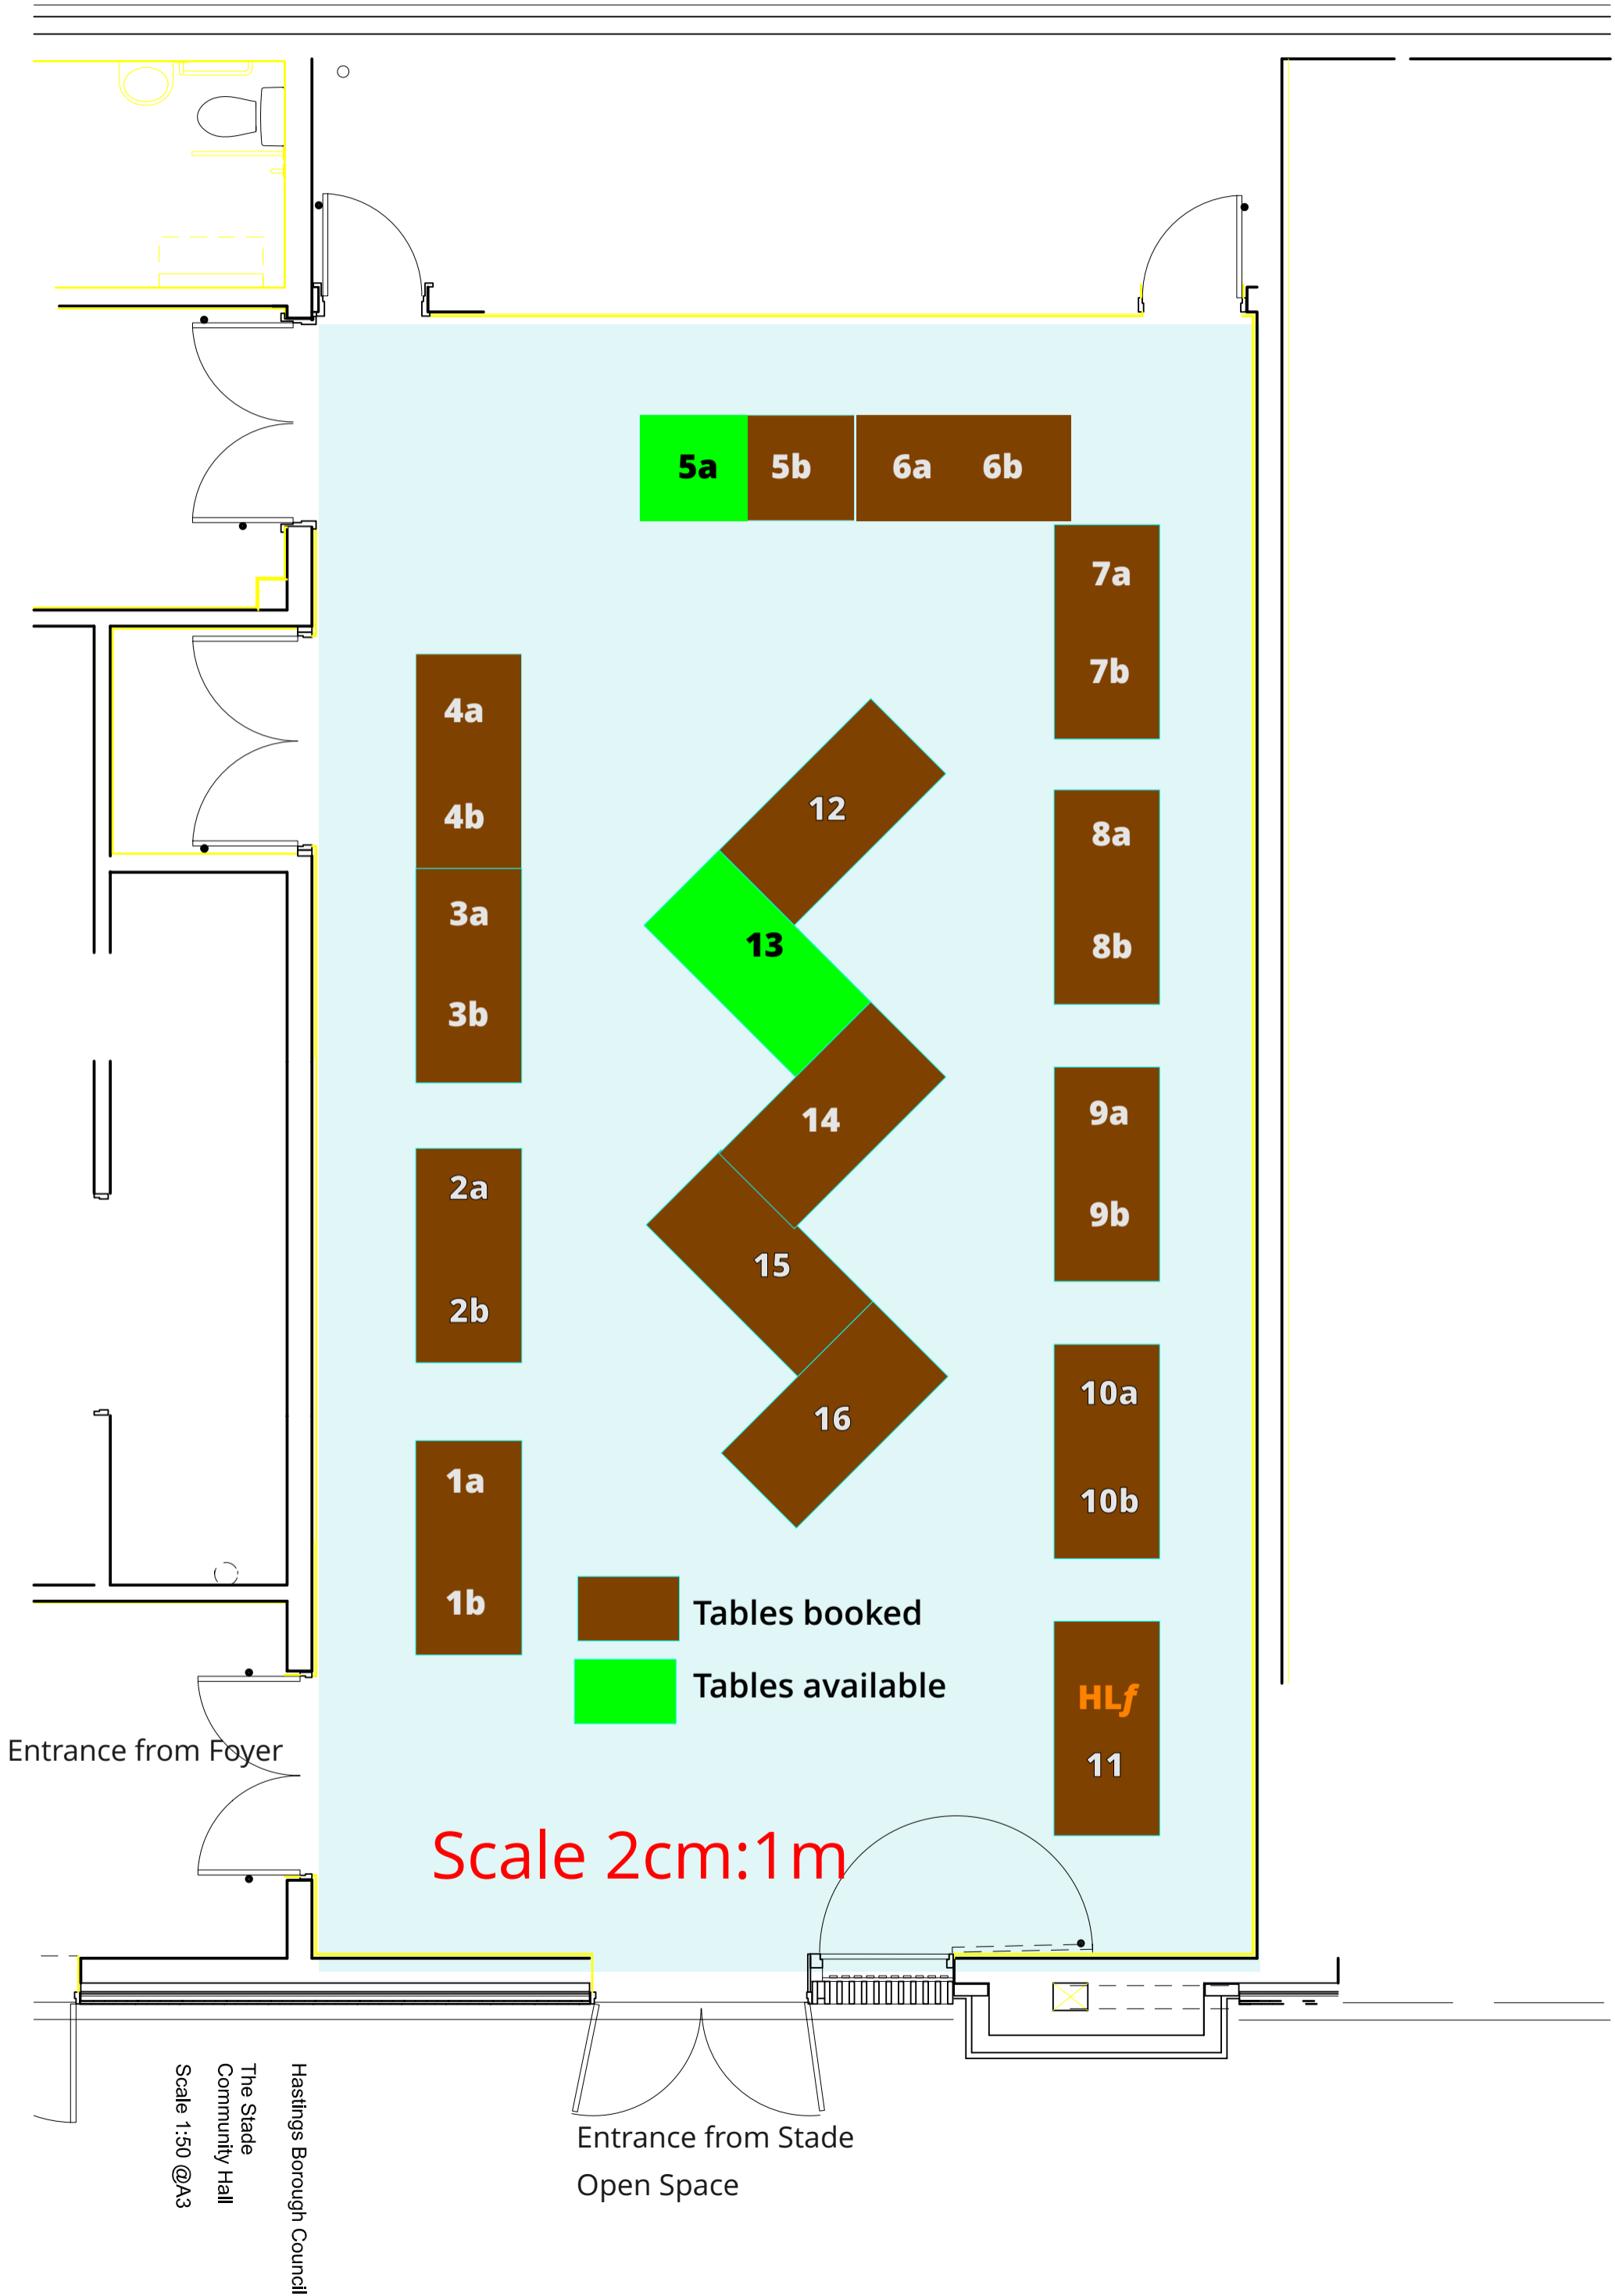 5a
5b
6a
6b
7a
7b
4a
4b
12
8a
8b
3a
3b
13
14
9a
9b
2a
2b
15
16
10a
10b
1a
1b
Tables booked
Tables available
HLf
11
Entrance from Foyer
Scale 2cm:1m
Entrance from Stade
Open Space
Hastings Borough Council
The Stade
Community Hall
Scale 1:50 @A3